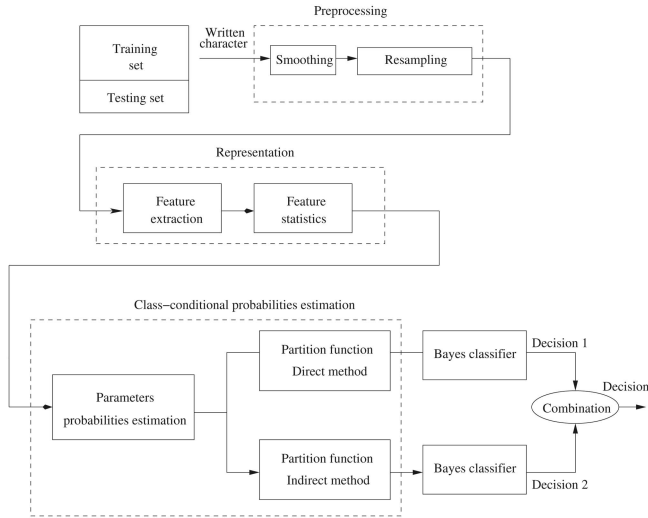 Preprocessing
Written
character
Training
set
Testing set
Smoothing
Resampling
Representation
Feature
extraction
Feature
statistics
Class−conditional probabilities estimation
Parameters
probabilities estimation
Partition function
Direct method
Partition function
Indirect method
Bayes classifier
Bayes classifier
Decision 1
Decision 2
Combination
Decision